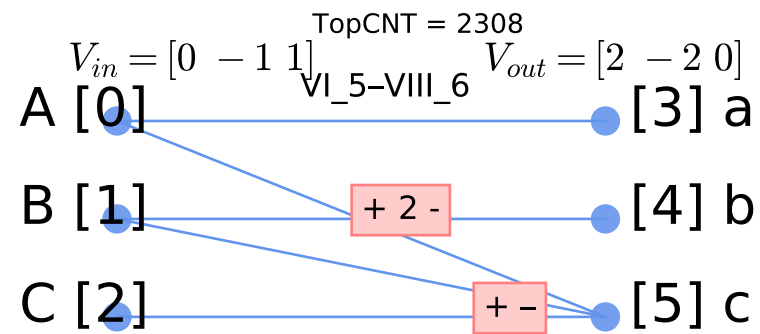 TopCNT = 2308
V_in = [0 − 1 1] V_out = [2 − 2 0]
VI_5–VIII_6
A [0] [3] a
B [1] + 2 - [4] b
C [2] + – [5] c